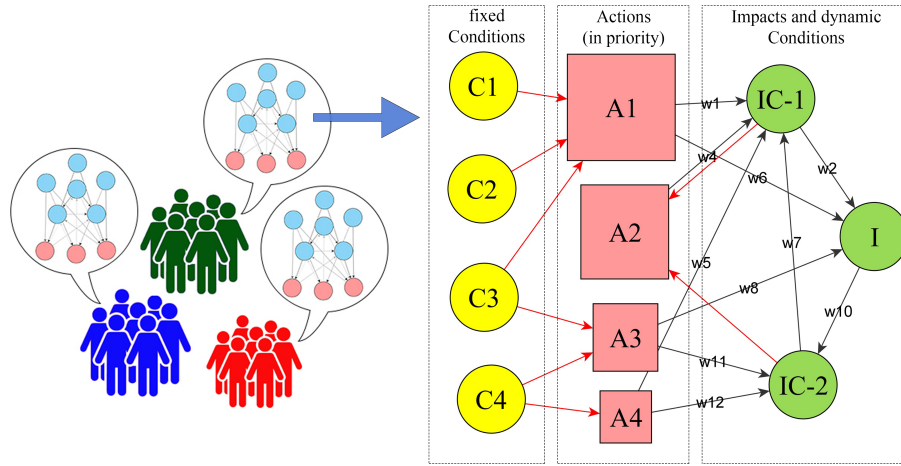 fixed
Conditions
Actions
(in priority)
Impacts and dynamic
Conditions
C1
C2
C3
C4
A1
A2
A3
A4
IC-1
I
IC-2
w1
w4
w2
w6
w7
w5
w8
w10
w11
w12